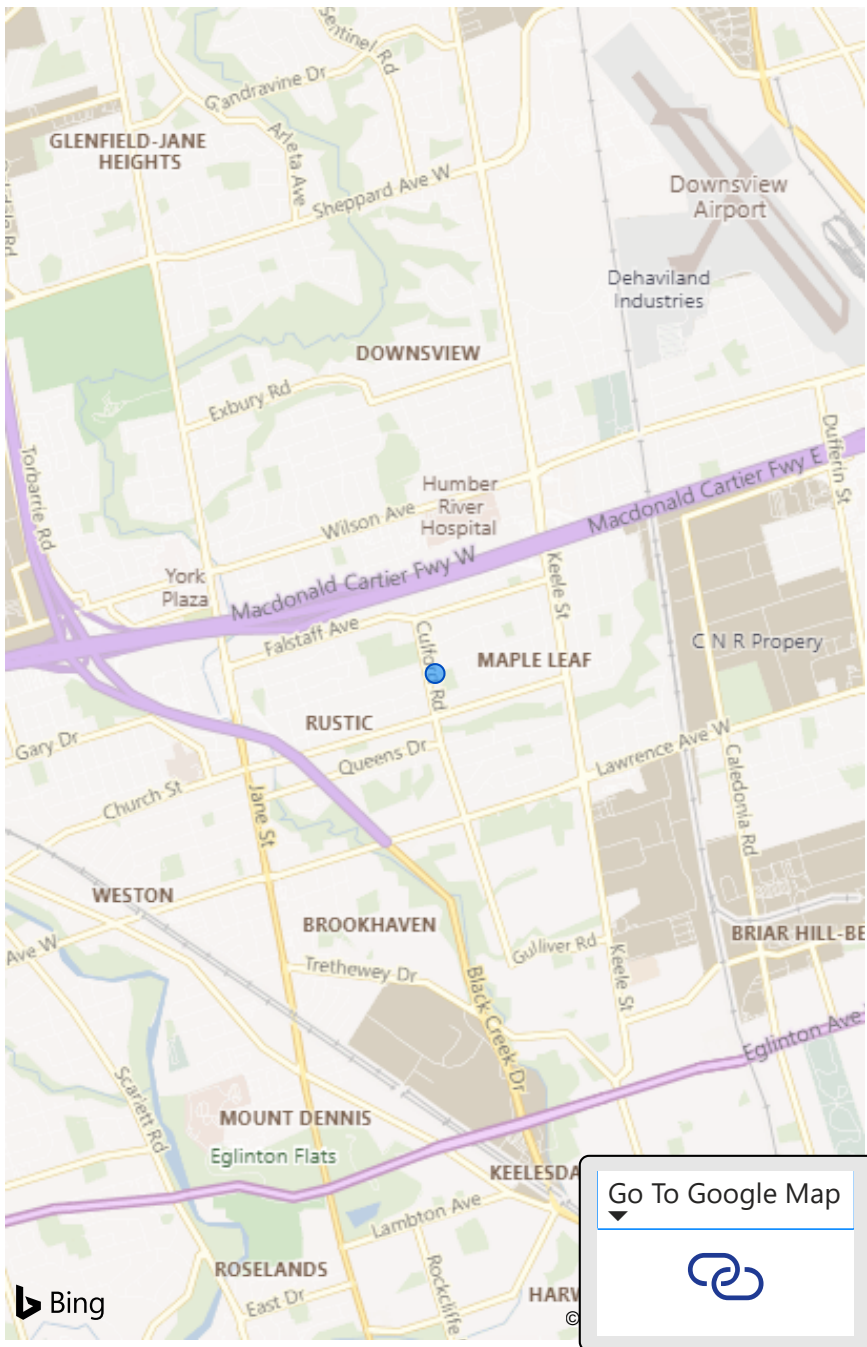 Sentinel Rd
Grandravine Dr
GLENFIELD-JANE
HEIGHTS
Arleta Ave
Sheppard Ave W
Downsview
Airport
Dehaviland
Industries
DOWNSVIEW
Exbury Rd
Torbarrie Rd
Dufferin St
Humber
River
Hospital
Wilson Ave
Macdonald Cartier Fwy E
York
Plaza
Macdonald Cartier Fwy W
Keele St
Falstaff Ave
Rd
MAPLE LEAF
C N R Propery
RUSTIC
Gary Dr
Queens Dr
Lawrence Ave W
Church St
Jane St
Caledonia Rd
WESTON
BROOKHAVEN
BRIAR HILL-BE
Ave W
Gulliver Rd
Trethewey Dr
Keele St
Black Creek Dr
Eglinton Ave
Scarlett Rd
MOUNT DENNIS
Eglinton Flats
KEELESDA
Go To Google Map
Lambton Ave
ROSELANDS
Rockcliffe
East Dr
HARW
Bing
©